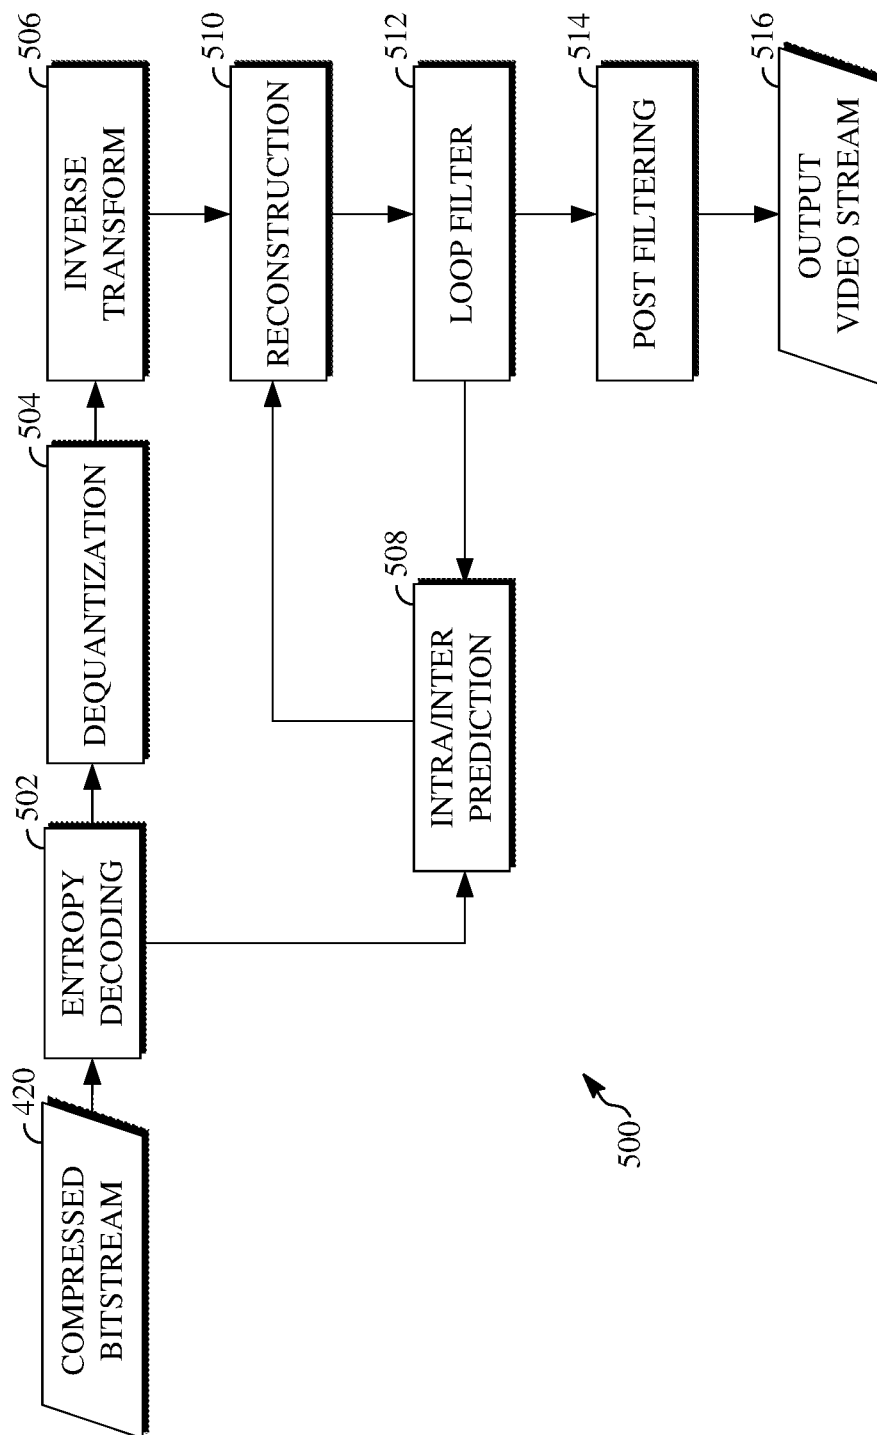 420
COMPRESSED
BITSTREAM
502
ENTROPY
DECODING
504
DEQUANTIZATION
506
INVERSE
TRANSFORM
508
INTRA/INTER
PREDICTION
510
RECONSTRUCTION
512
LOOP FILTER
514
POST FILTERING
516
OUTPUT
VIDEO STREAM
500